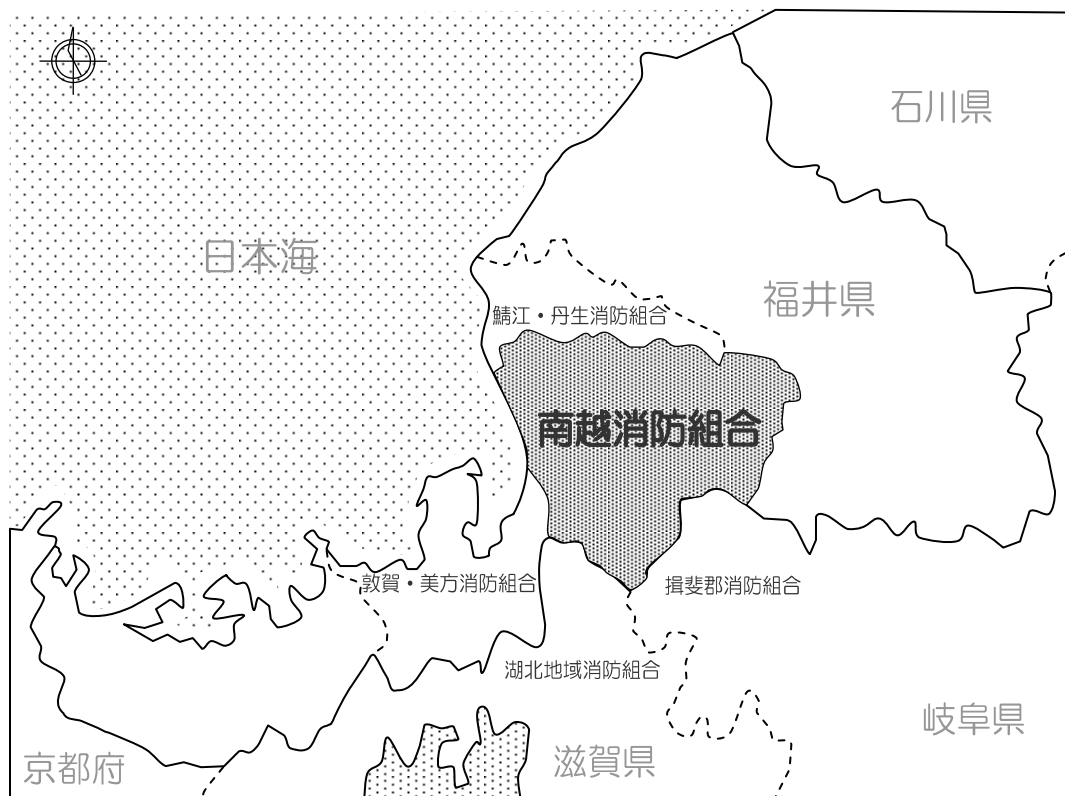 石川県
日本海
福井県
鯖江・丹生消防組合
南越消防組合
敦賀・美方消防組合
揖斐郡消防組合
湖北地域消防組合
岐阜県
京都府
滋賀県